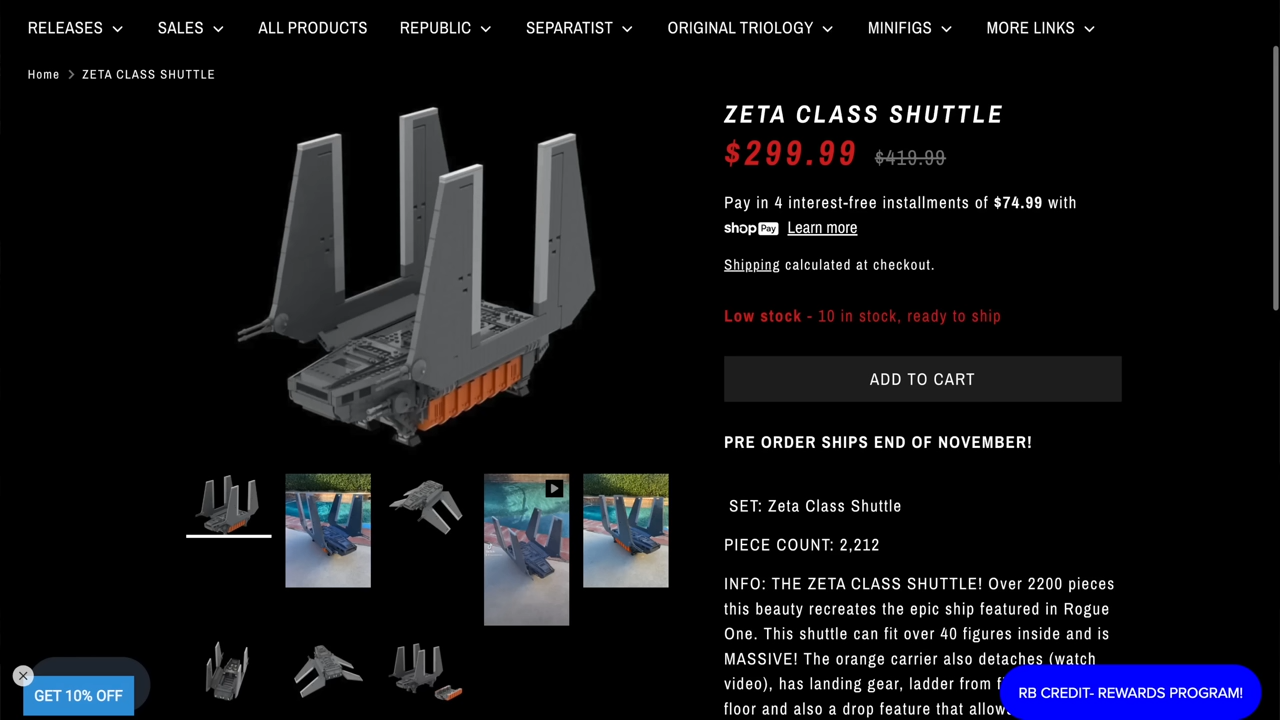 RELEASES SALES ALL PRODUCTS REPUBLIC SEPARATIST ORIGINAL TRIOLOGY MINIFIGS MORE LINKS
Home > ZETA CLASS SHUTTLE
ZETA CLASS SHUTTLE
$299.99 $419.99
Pay in 4 interest-free installments of $74.99 with
shop Pay Learn more
Shipping calculated at checkout.
Low stock - 10 in stock, ready to ship
ADD TO CART
PRE ORDER SHIPS END OF NOVEMBER!
SET: Zeta Class Shuttle
PIECE COUNT: 2,212
INFO: THE ZETA CLASS SHUTTLE! Over 2200 pieces
this beauty recreates the epic ship featured in Rogue
One. This shuttle can fit over 40 figures inside and is
MASSIVE! The orange carrier also detaches (watch
video), has landing gear, ladder from
floor and also a drop feature that
GET 10% OFF
RB CREDIT- REWARDS PROGRAM!